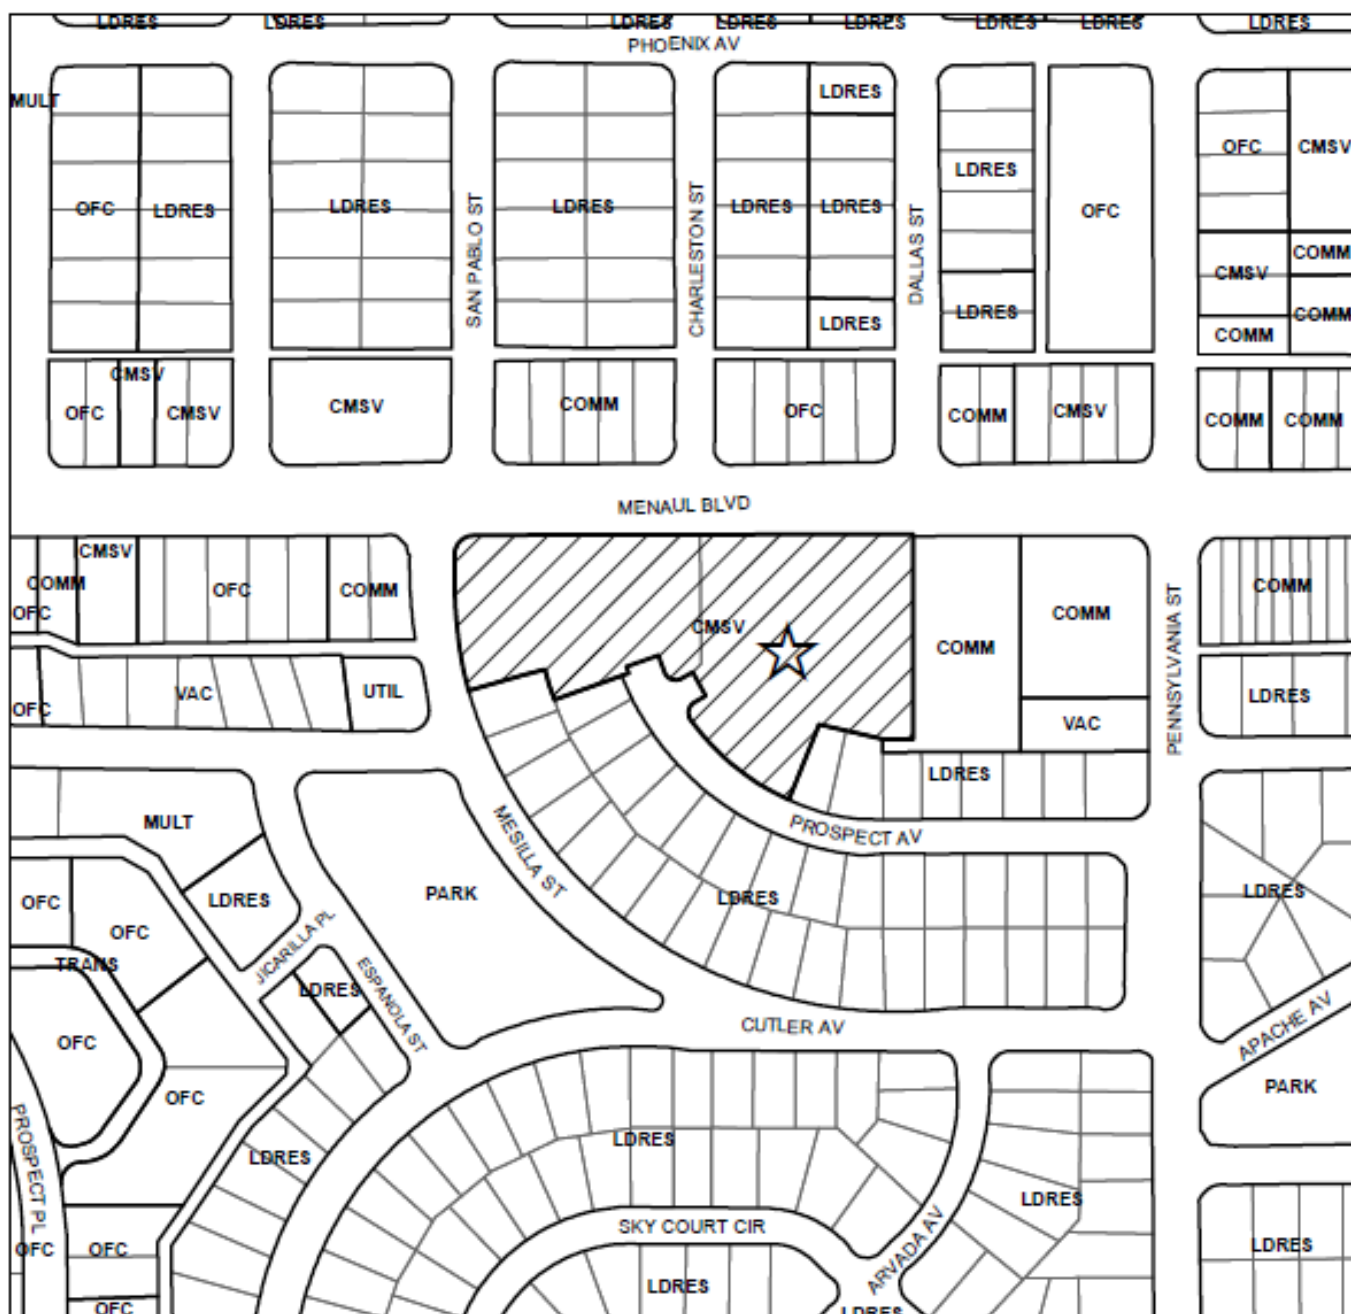 LDRES
LDRES
LDRES
LDRES
LDRES
LDRES
LDRES
LDRES
PHOENIX AV
MULT
LDRES
OFC
CMSV
LDRES
OFC
LDRES
LDRES
LDRES
LDRES
LDRES
OFC
SAN PABLO ST
CHARLESTON ST
DALLAS ST
CMSV
COMM
COMM
COMM
LDRES
LDRES
CMSV
OFC
CMSV
CMSV
COMM
OFC
COMM
CMSV
COMM
COMM
MENAUL BLVD
CMSV
COMM
OFC
OFC
COMM
CMSV
COMM
COMM
COMM
PENNSYLVANIA ST
OFC
VAC
UTIL
VAC
LDRES
LDRES
MULT
MESILLA ST
PROSPECT AV
OFC
LDRES
PARK
LDRES
LDRES
OFC
TRANS
JICARILLA PL
LDRES
ESPANOLA ST
CUTLER AV
APACHE AV
OFC
OFC
PARK
PROSPECT PL
LDRES
LDRES
LDRES
SKY COURT CIR
ARVADA AV
OFC
OFC
LDRES
LDRES
OFC
LDRES